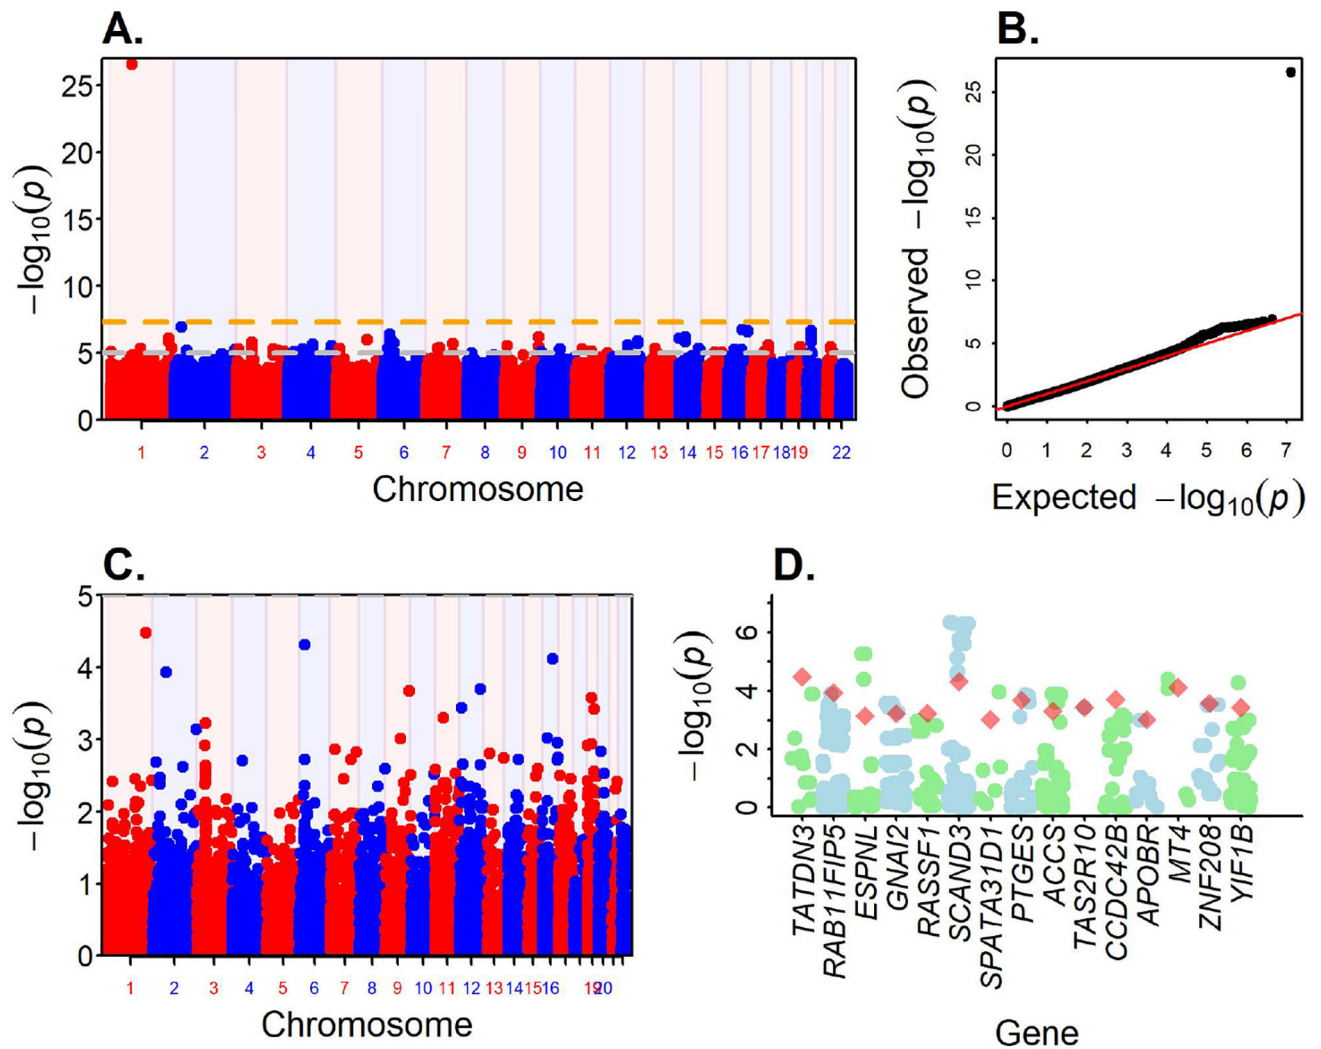 A.
−log10(p)
25
20
15
10
5
0
1 2 3 4 5 6 7 8 9 10 11 12 13 14 15 16 17 18 19 22
Chromosome
B.
Observed −log10(p)
25
20
15
10
5
0
0 1 2 3 4 5 6 7
Expected −log10(p)
C.
−log10(p)
5
4
3
2
1
0
1 2 3 4 5 6 7 8 9 10 11 12 13 14 15 16 19 20
Chromosome
D.
−log10(p)
6
4
2
0
TATDN3
RAB11FIP5
ESPNL
GNAI2
RASSF1
SCAND3
SPATA31D1
PTGES
ACCS
TAS2R10
CCDC42B
APOBR
MT4
ZNF208
YIF1B
Gene